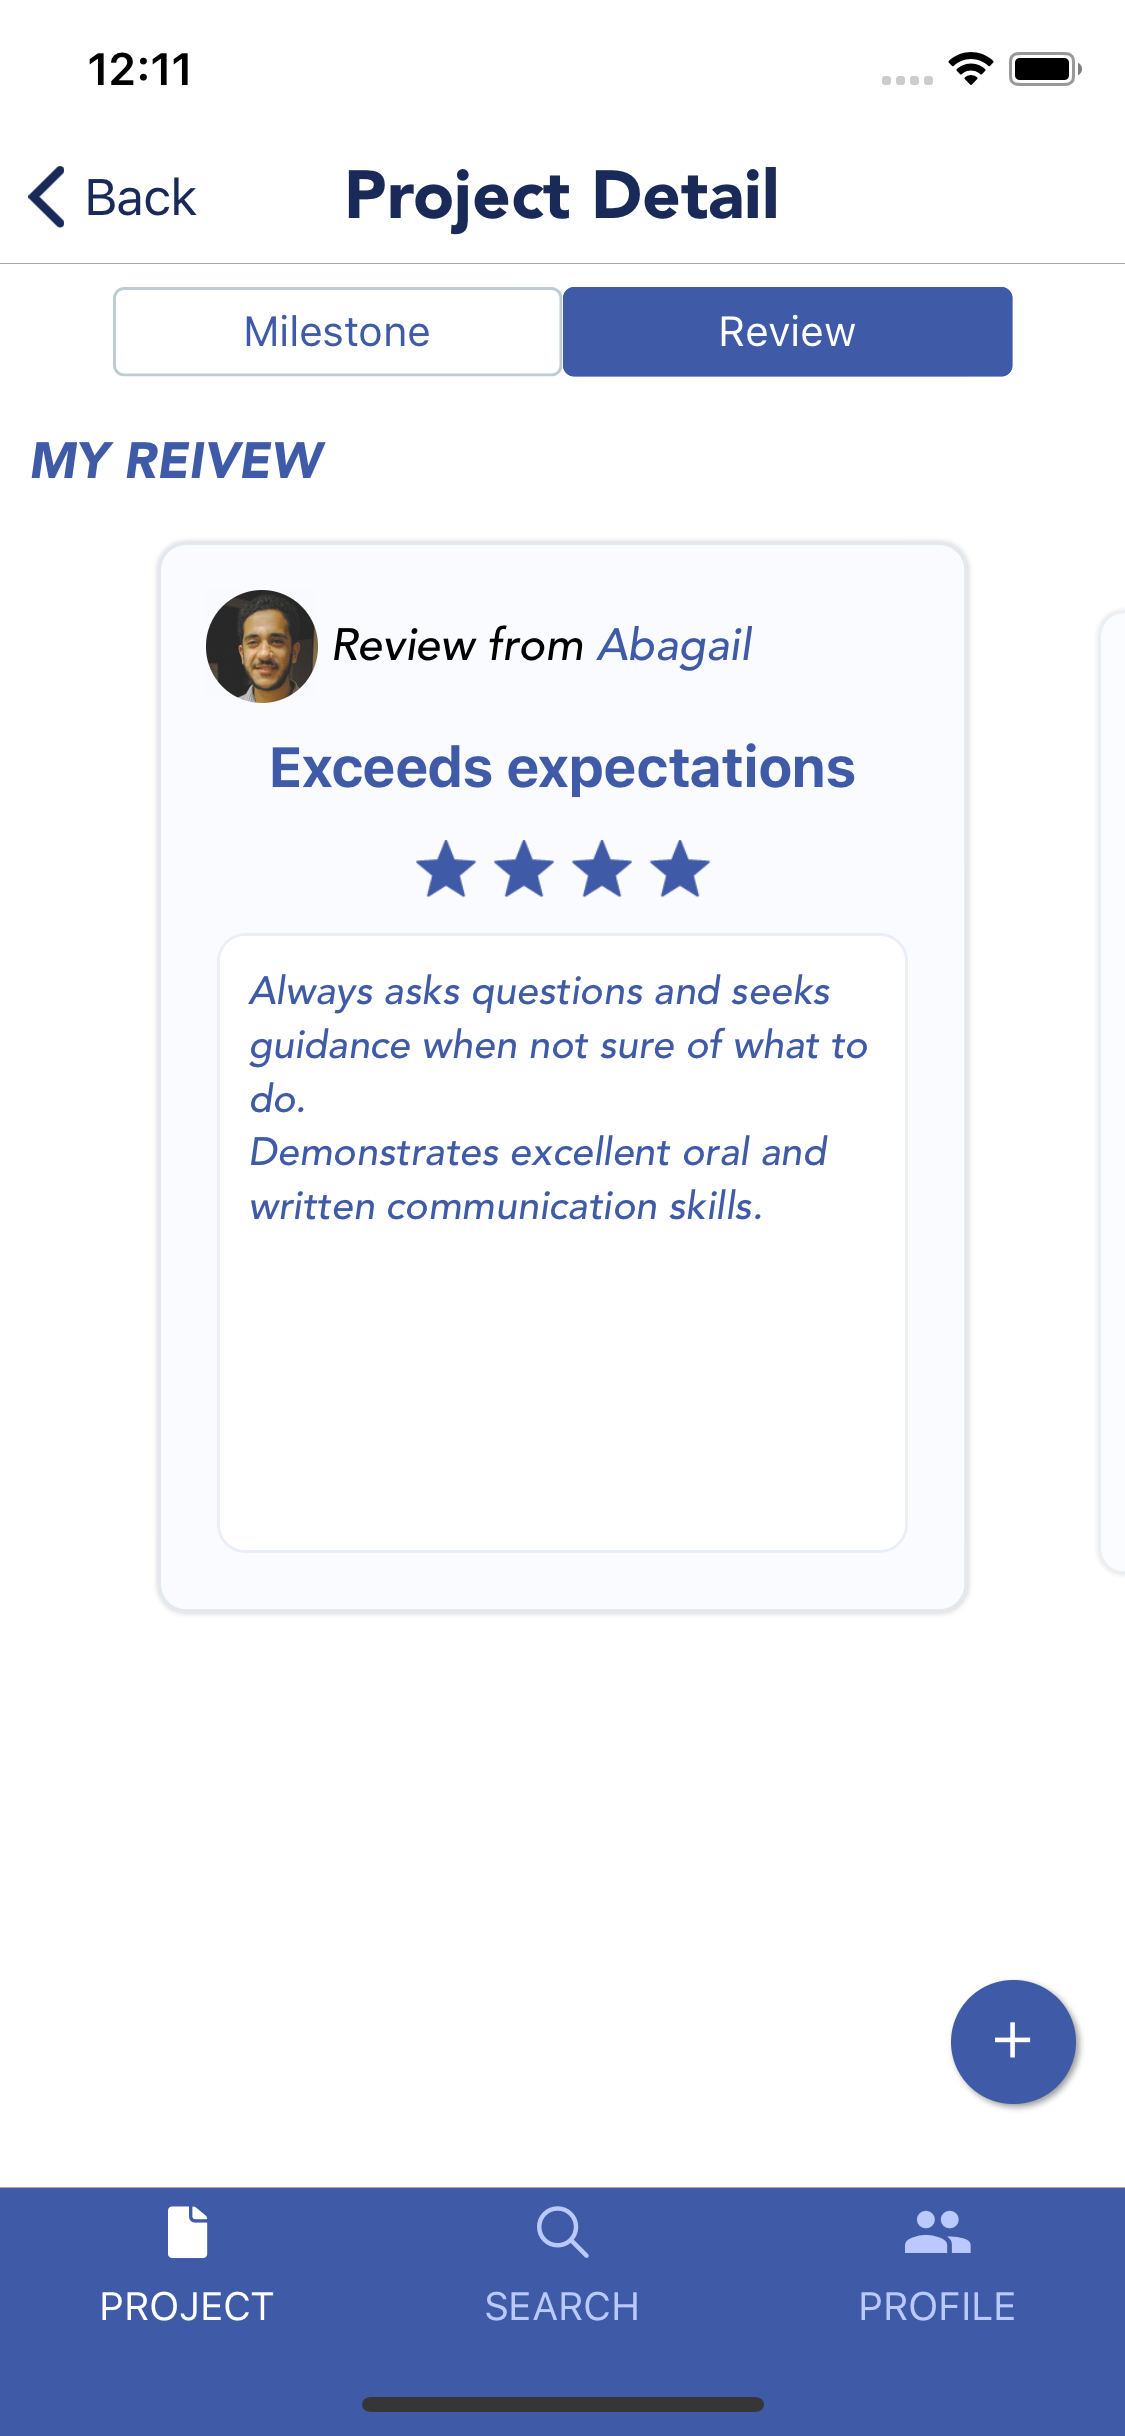 12:11
Back
Project Detail
Milestone
Review
MY REIVEW
Review from Abagail
Exceeds expectations
Always asks questions and seeks
guidance when not sure of what to
do.
Demonstrates excellent oral and
written communication skills.
+
PROJECT
SEARCH
PROFILE